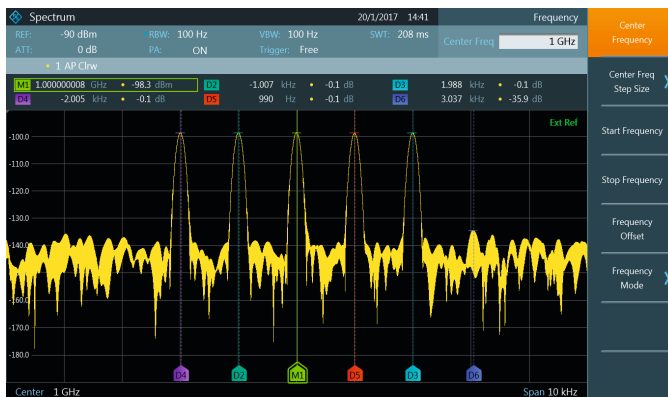 Spectrum 20/1/2017 14:41 Frequency
REF: -90 dBm RBW: 100 Hz VBW: 100 Hz SWT: 208 ms
ATT: 0 dB PA: ON Trigger: Free
Center Freq 1 GHz
1 AP Clrw
M1 1.000000008 GHz -98.3 dBm D2 -1.007 kHz -0.1 dB D3 1.988 kHz -0.1 dB
D4 -2.005 kHz -0.1 dB D5 990 Hz -0.1 dB D6 3.037 kHz -35.9 dB
Ext Ref
-100.0
-110.0
-120.0
-130.0
-140.0
-160.0
-170.0
-180.0
D4 D2 M1 D5 D3 D6
Center 1 GHz Span 10 kHz
Center
Frequency
Center Freq
Step Size
Start Frequency
Stop Frequency
Frequency
Offset
Frequency
Mode